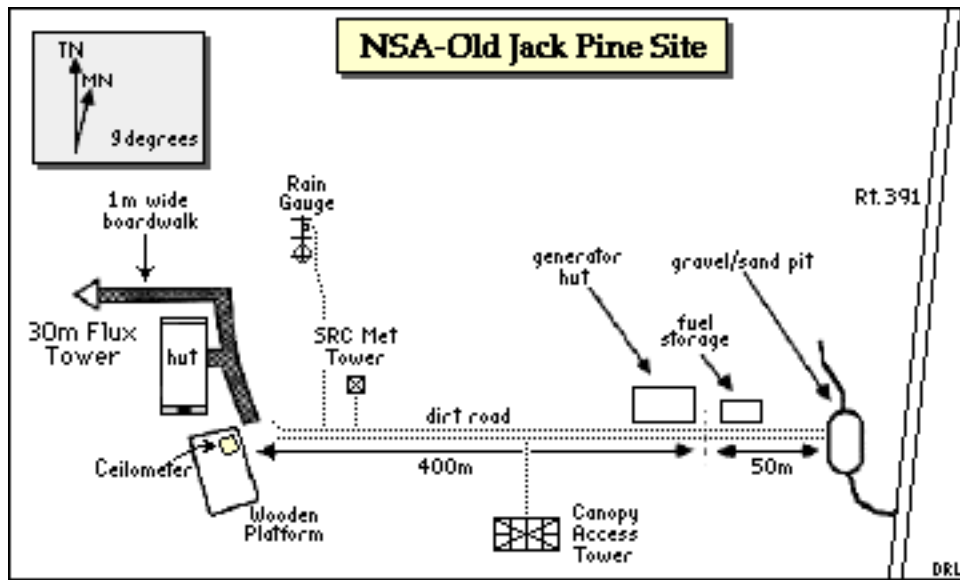 NSA-Old Jack Pine Site
TN
MN
9 degrees
1m wide
boardwalk
Rain
Gauge
Rt.391
generator
hut
gravel/sand pit
30m Flux
Tower
hut
SRC Met
Tower
fuel
storage
dirt road
Ceilometer
400m
50m
Wooden
Platform
Canopy
Access
Tower
DRL